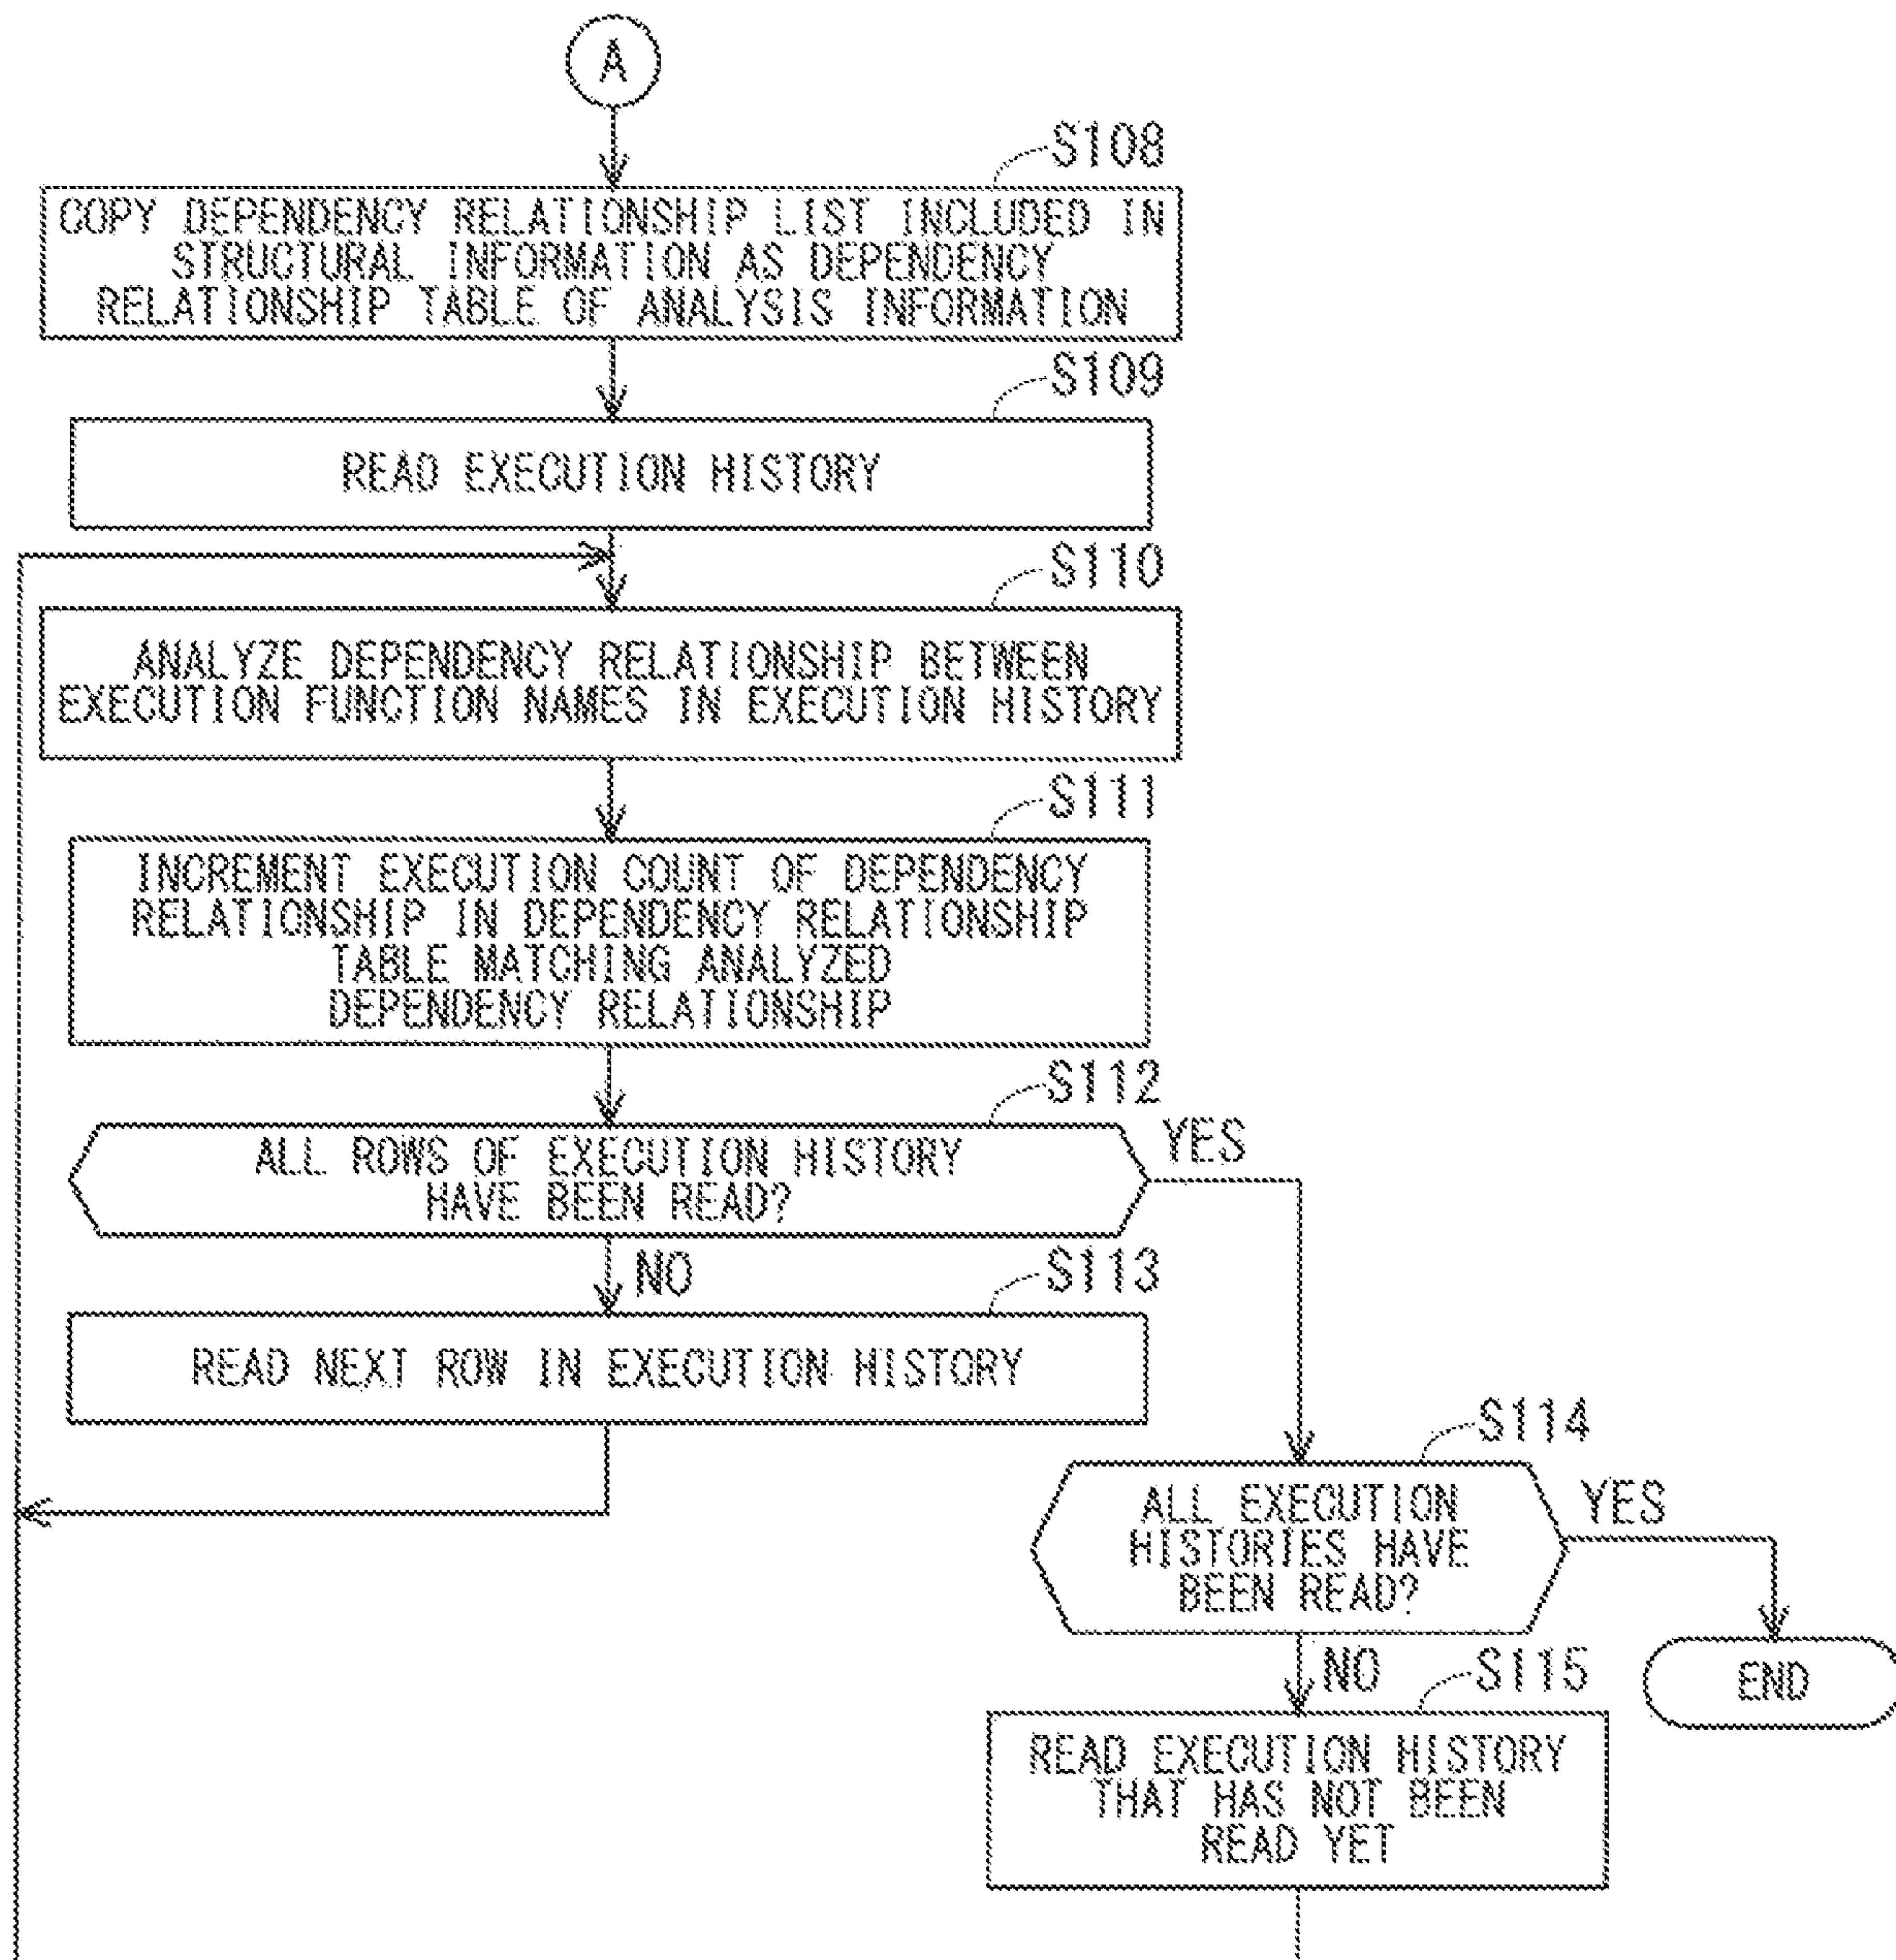 A
S108
COPY DEPENDENCY RELATIONSHIP LIST INCLUDED IN
STRUCTURAL INFORMATION AS DEPENDENCY
RELATIONSHIP TABLE OF ANALYSIS INFORMATION
S109
READ EXECUTION HISTORY
S110
ANALYZE DEPENDENCY RELATIONSHIP BETWEEN
EXECUTION FUNCTION NAMES IN EXECUTION HISTORY
S111
INCREMENT EXECUTION COUNT OF DEPENDENCY
RELATIONSHIP IN DEPENDENCY RELATIONSHIP
TABLE MATCHING ANALYZED
DEPENDENCY RELATIONSHIP
S112
ALL ROWS OF EXECUTION HISTORY
HAVE BEEN READ?
YES
NO
S113
READ NEXT ROW IN EXECUTION HISTORY
S114
ALL EXECUTION
HISTORIES HAVE
BEEN READ?
YES
NO
S115
END
READ EXECUTION HISTORY
THAT HAS NOT BEEN
READ YET